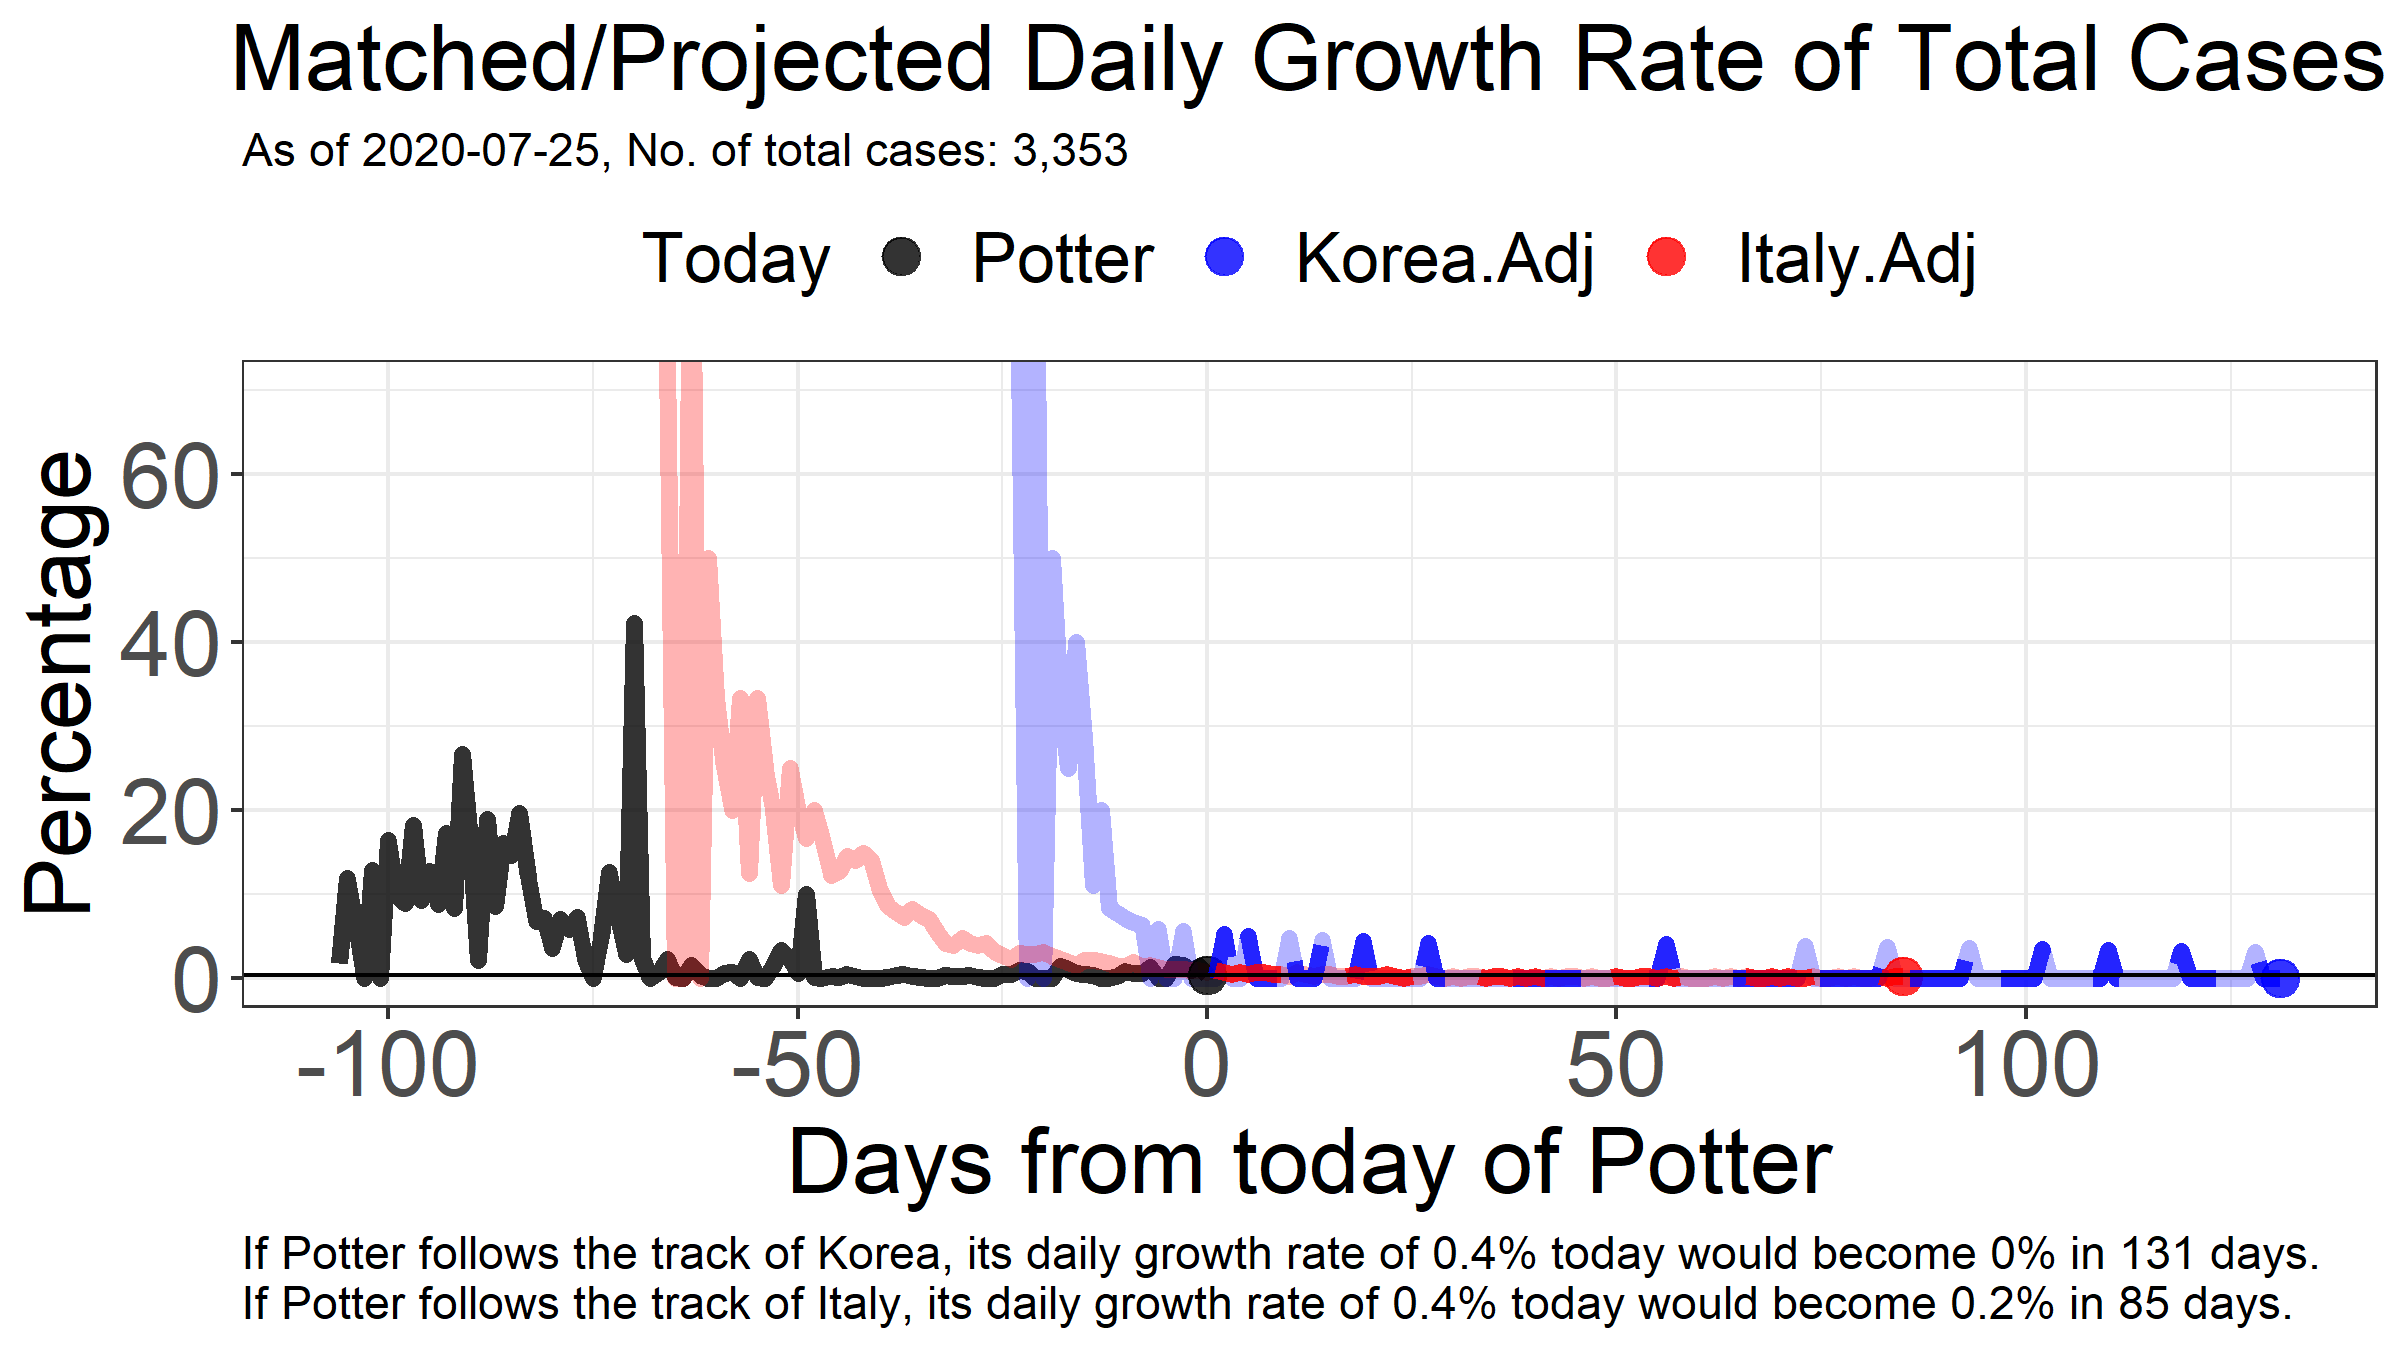 Matched/Projected Daily Growth Rate of Total Cases
As of 2020-07-25, No. of total cases: 3,353
Today Potter Korea.Adj Italy.Adj
Percentage
60
40
20
0
-100 -50 0 50 100
Days from today of Potter
If Potter follows the track of Korea, its daily growth rate of 0.4% today would become 0% in 131 days.
If Potter follows the track of Italy, its daily growth rate of 0.4% today would become 0.2% in 85 days.